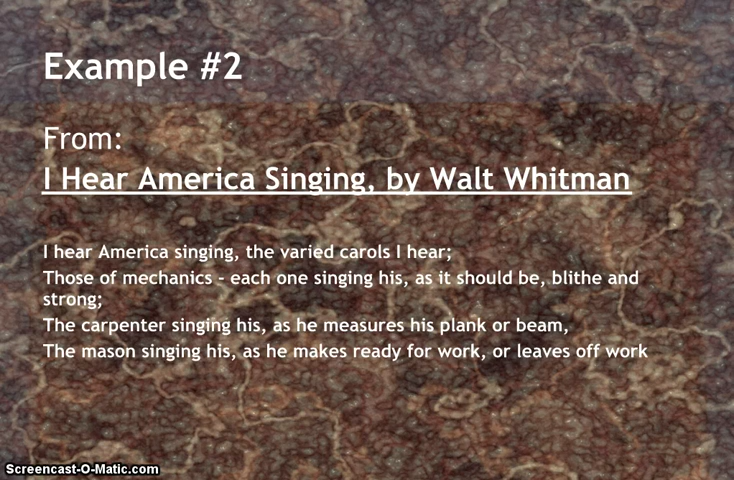 Example #2
From:
I Hear America Singing, by Walt Whitman
I hear America singing, the varied carols I hear;
Those of mechanics – each one singing his, as it should be, blithe and
strong;
The carpenter singing his, as he measures his plank or beam,
The mason singing his, as he makes ready for work, or leaves off work
Screencast-O-Matic.com